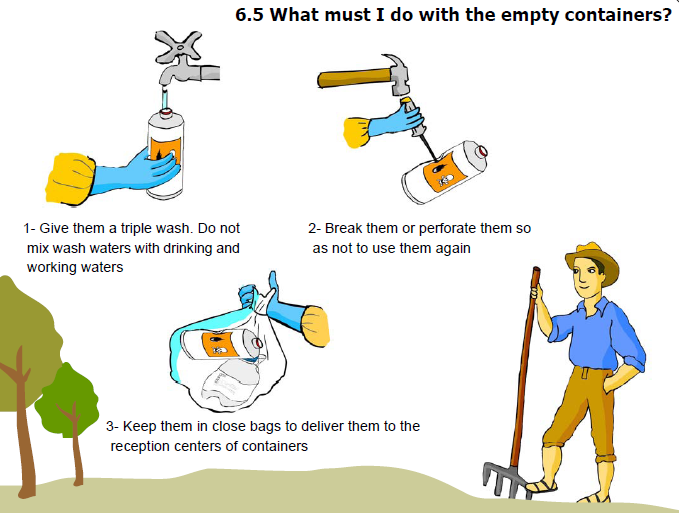 6.5 What must I do with the empty containers?
1- Give them a triple wash. Do not
mix wash waters with drinking and
working waters
2- Break them or perforate them so
as not to use them again
3- Keep them in close bags to deliver them to the
reception centers of containers